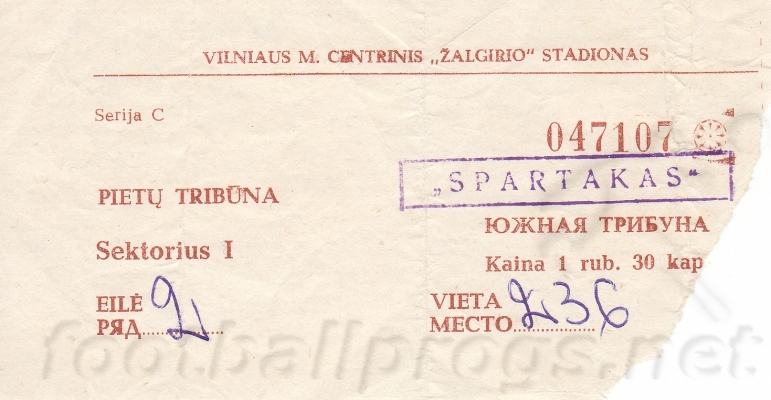 VILNIAUS M. CENTRINIS „ŽALGIRIO“ STADIONAS
Serija C
047107
„SPARTAKAS“
PIETŲ TRIBŪNA
ЮЖНАЯ ТРИБУНА
Sektorius I
Kaina 1 rub. 30 kap
EILĖ
РЯД 2
VIETA
МЕСТО 236
footballprogs.net